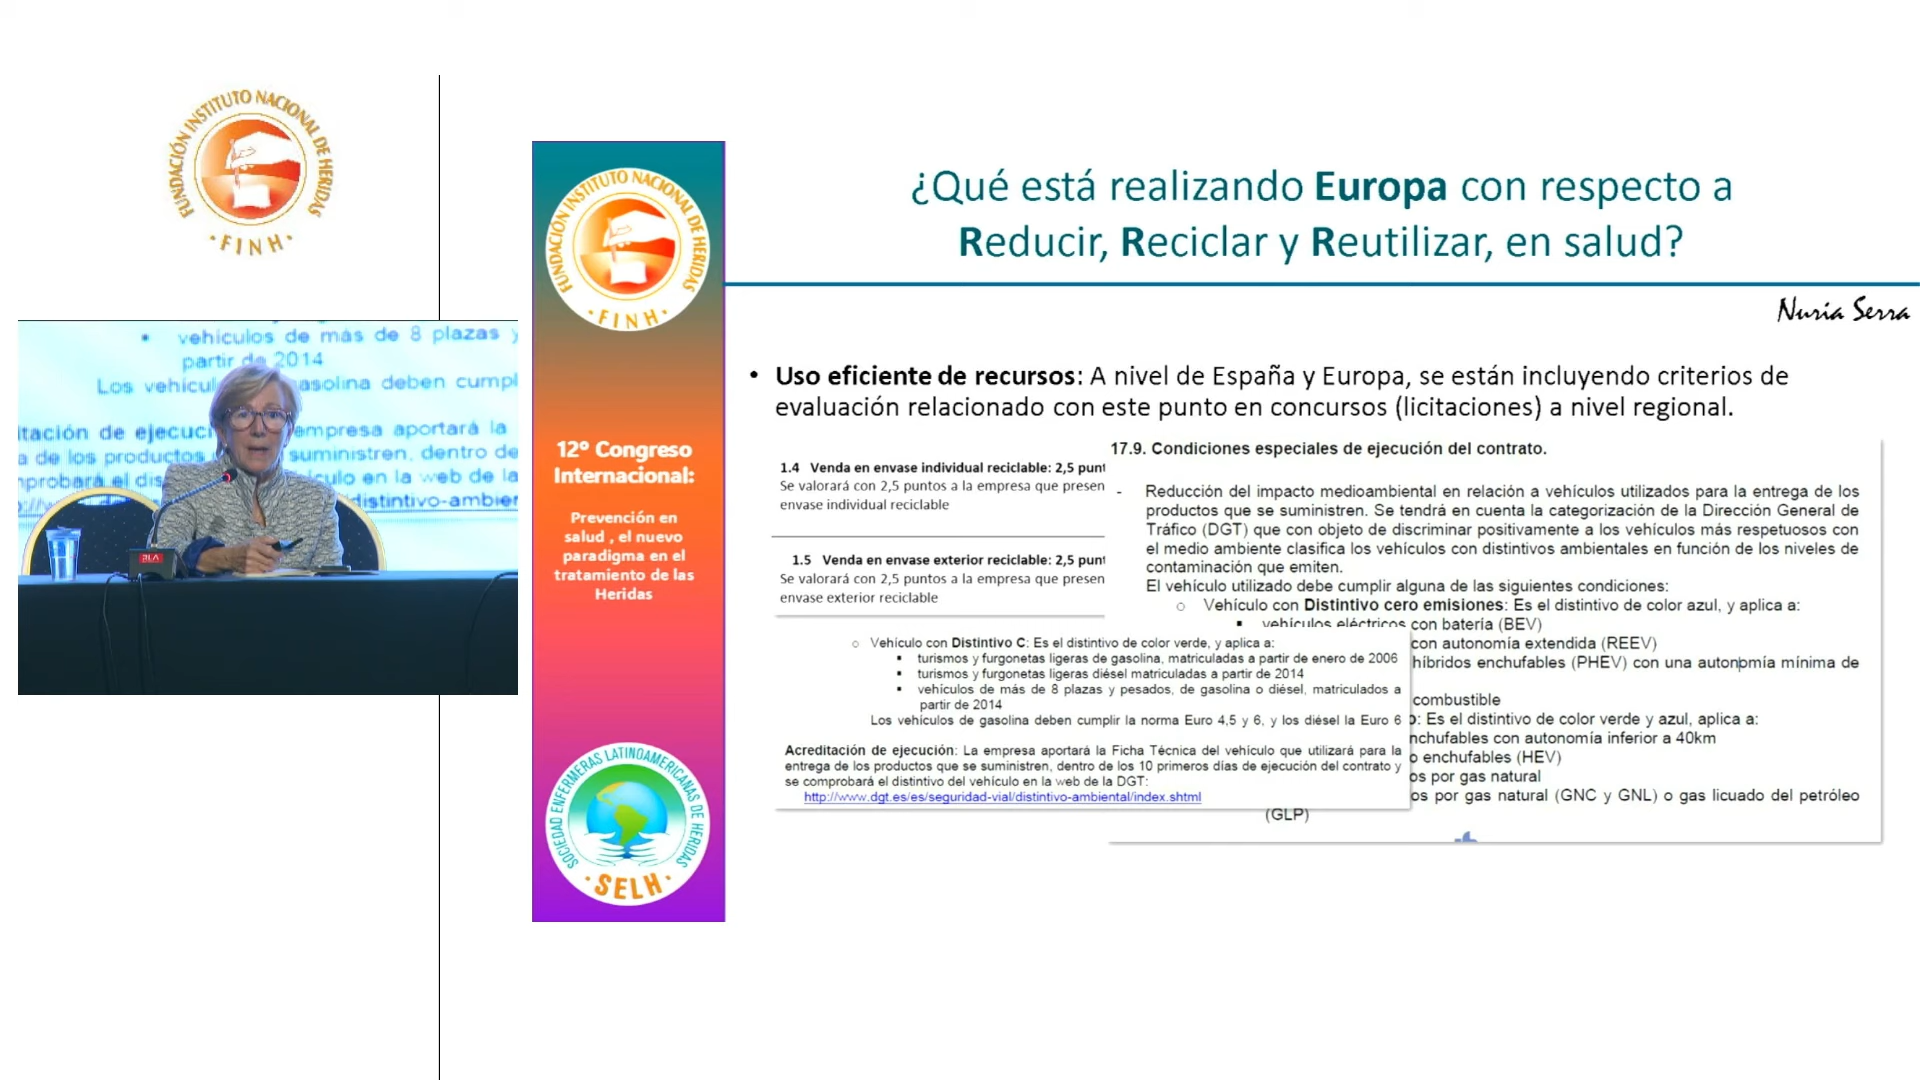 FUNDACIÓN INSTITUTO NACIONAL DE HERIDAS
·FINH·
vehículos de más de 8 plazas y
partir de 2014
Los vehícul gasolina deben cumpl
tación de ejecuci empresa aportará la
a de los productos suministren, dentro de
mprobará el dis culo en la web de la
distintivo-ambien
FUNDACIÓN INSTITUTO NACIONAL DE HERIDAS
·FINH·
12º Congreso
Internacional:
Prevención en
salud , el nuevo
paradigma en el
tratamiento de las
Heridas
SOCIEDAD ENFERMERAS LATINOAMERICANAS DE HERIDAS
·SELH·
¿Qué está realizando Europa con respecto a
Reducir, Reciclar y Reutilizar, en salud?
Nuria Serra
• Uso eficiente de recursos: A nivel de España y Europa, se están incluyendo criterios de
evaluación relacionado con este punto en concursos (licitaciones) a nivel regional.
1.4 Venda en envase individual reciclable: 2,5 punt
Se valorará con 2,5 puntos a la empresa que presen
envase individual reciclable
1.5 Venda en envase exterior reciclable: 2,5 punt
Se valorará con 2,5 puntos a la empresa que presen
envase exterior reciclable
17.9. Condiciones especiales de ejecución del contrato.
- Reducción del impacto medioambiental en relación a vehículos utilizados para la entrega de los
productos que se suministren. Se tendrá en cuenta la categorización de la Dirección General de
Tráfico (DGT) que con objeto de discriminar positivamente a los vehículos más respetuosos con
el medio ambiente clasifica los vehículos con distintivos ambientales en función de los niveles de
contaminación que emiten.
El vehículo utilizado debe cumplir alguna de las siguientes condiciones:
○ Vehículo con Distintivo cero emisiones: Es el distintivo de color azul, y aplica a:
▪ vehículos eléctricos con batería (BEV)
con autonomía extendida (REEV)
híbridos enchufables (PHEV) con una autonomía mínima de
combustible
o: Es el distintivo de color verde y azul, aplica a:
nchufables con autonomía inferior a 40km
o enchufables (HEV)
os por gas natural
os por gas natural (GNC y GNL) o gas licuado del petróleo
(GLP)
○ Vehículo con Distintivo C: Es el distintivo de color verde, y aplica a:
▪ turismos y furgonetas ligeras de gasolina, matriculadas a partir de enero de 2006
▪ turismos y furgonetas ligeras diésel matriculadas a partir de 2014
▪ vehículos de más de 8 plazas y pesados, de gasolina o diésel, matriculados a
partir de 2014
Los vehículos de gasolina deben cumplir la norma Euro 4,5 y 6, y los diésel la Euro 6
Acreditación de ejecución: La empresa aportará la Ficha Técnica del vehículo que utilizará para la
entrega de los productos que se suministren, dentro de los 10 primeros días de ejecución del contrato y
se comprobará el distintivo del vehículo en la web de la DGT:
http://www.dgt.es/es/seguridad-vial/distintivo-ambiental/index.shtml